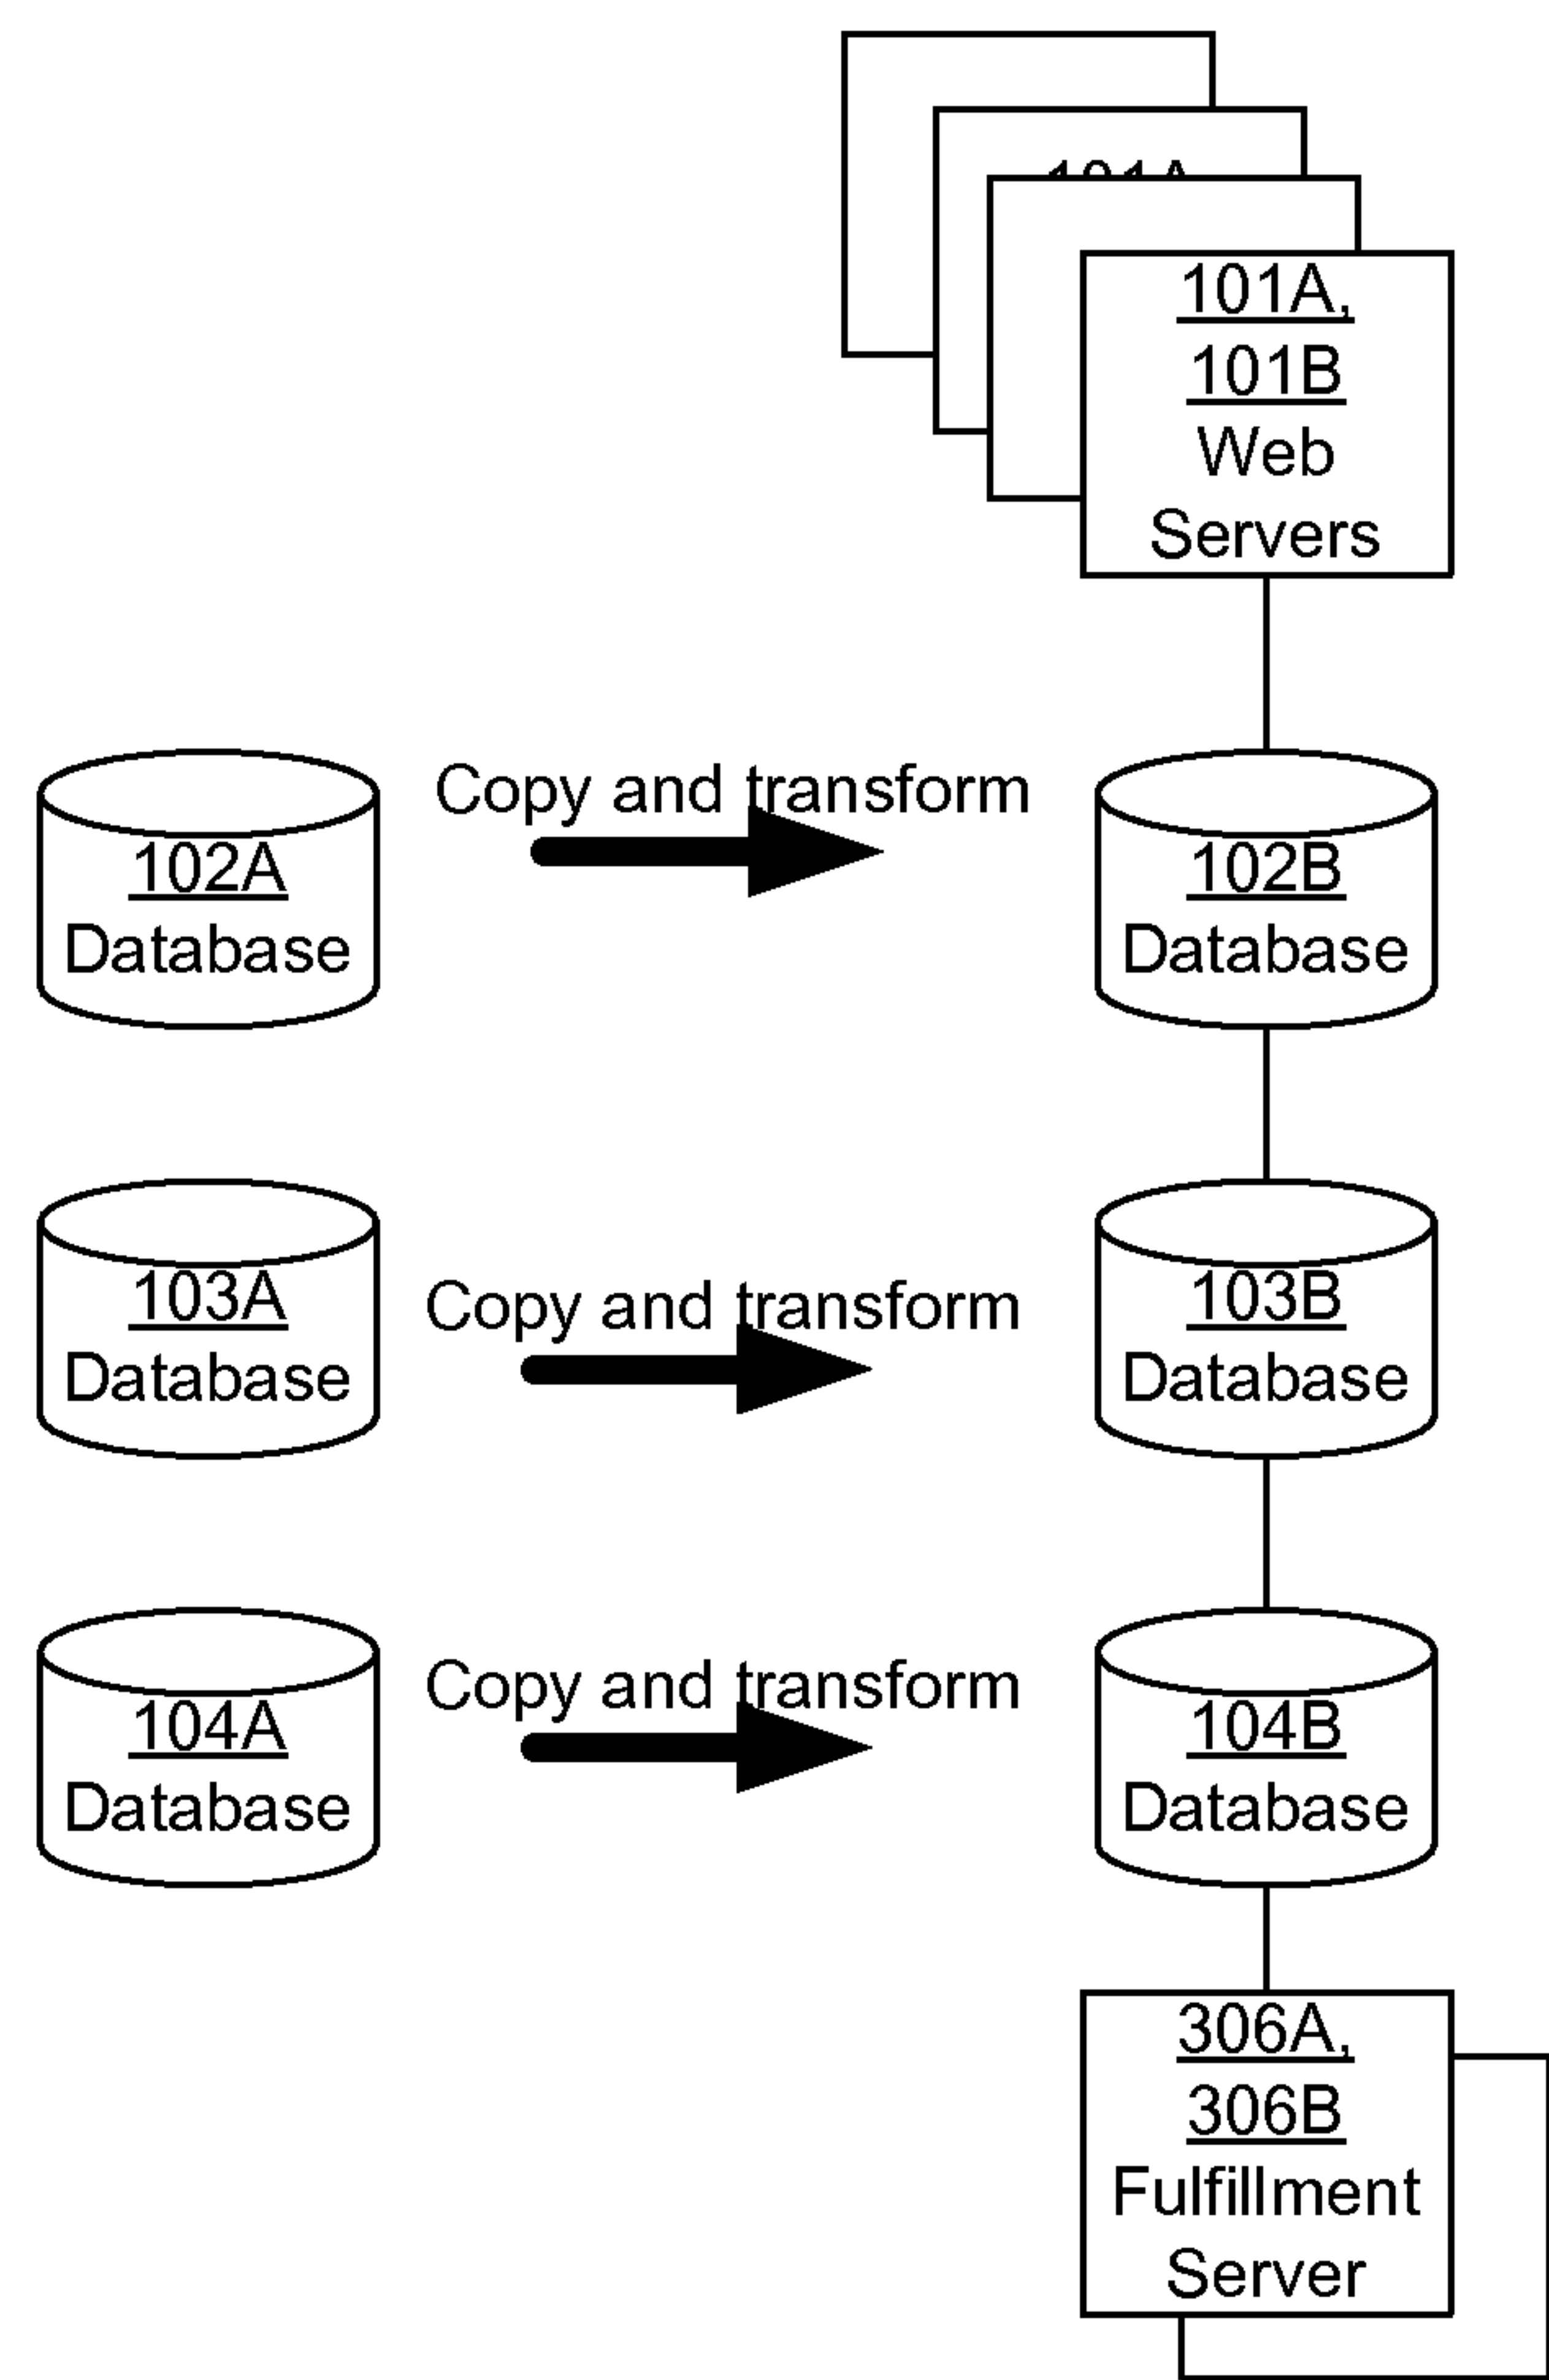 101A,
101B
Web
Servers
102A
Database
Copy and transform
102B
Database
103A
Database
Copy and transform
103B
Database
104A
Database
Copy and transform
104B
Database
306A,
306B
Fulfillment
Server